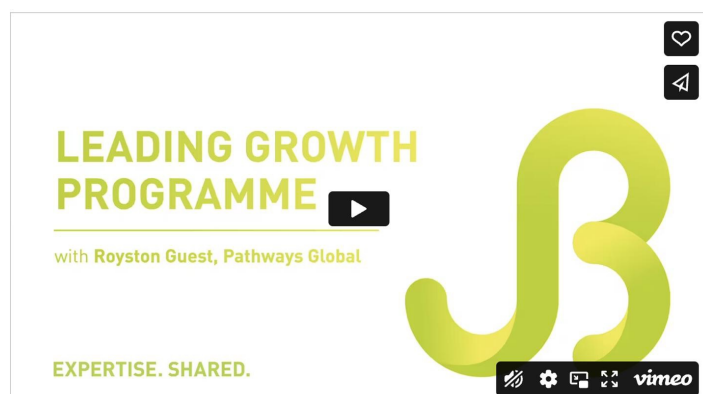 LEADING GROWTH
PROGRAMME
with Royston Guest, Pathways Global
EXPERTISE. SHARED.
vimeo